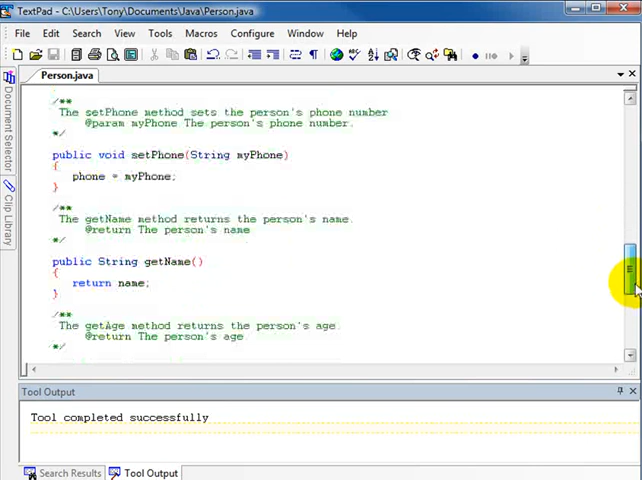 TextPad - C:\Users\Tony\Documents\Java\Person.java
File Edit Search View Tools Macros Configure Window Help
Person.java
Document Selector
Clip Library
/**
The setPhone method sets the person's phone number
@param myPhone The person's phone number.
*/
public void setPhone(String myPhone)
{
phone = myPhone;
}
/**
The getName method returns the person's name.
@return The person's name
*/
public String getName()
{
return name;
}
/**
The getAge method returns the person's age.
@return The person's age
*/
Tool Output
Tool completed successfully
Search Results Tool Output